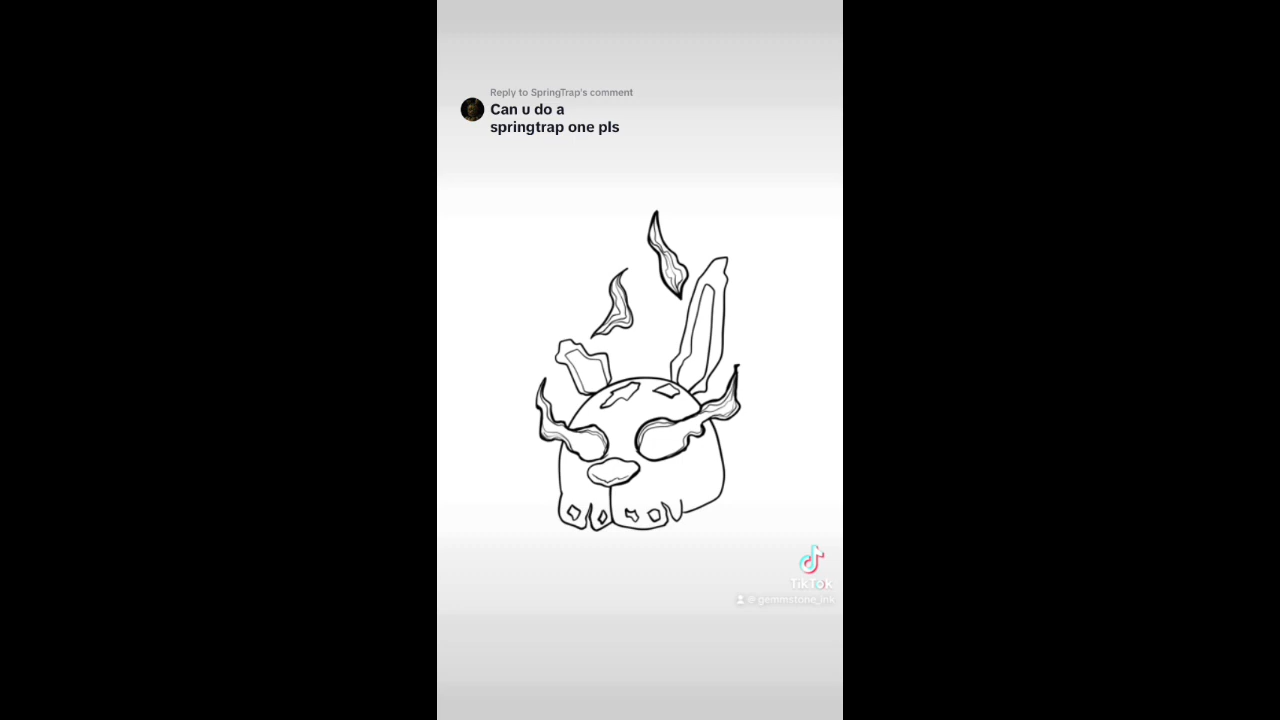 Reply to SpringTrap's comment
Can u do a
springtrap one pls
TikTok
@gemmstone_ink